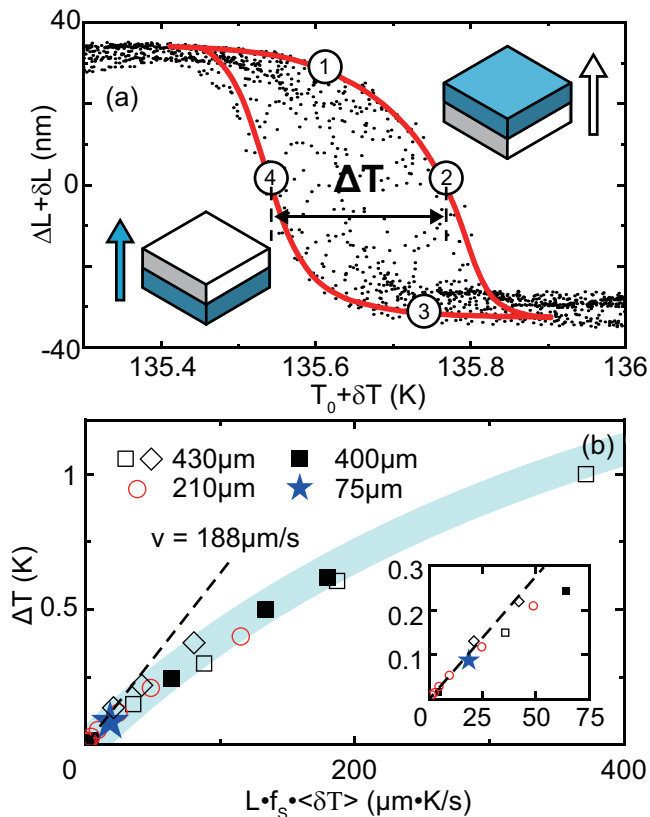 40
(a)
1
ΔL+δL (nm)
0
4
ΔT
2
3
-40
135.4
135.6
135.8
136
T0+δT (K)
(b)
1
430µm
400µm
210µm
75µm
v = 188µm/s
ΔT (K)
0.5
0.3
0.2
0.1
25
50
75
0
200
400
L•fs•<δT> (µm•K/s)